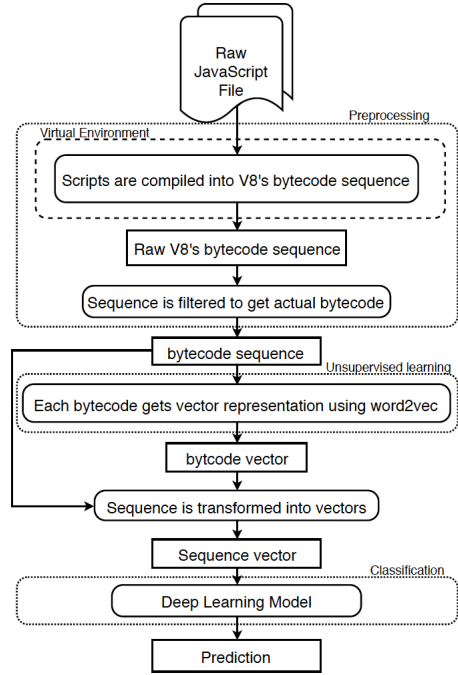 Raw
JavaScript
File
Preprocessing
Virtual Environment
Scripts are compiled into V8's bytecode sequence
Raw V8's bytecode sequence
Sequence is filtered to get actual bytecode
bytecode sequence
Unsupervised learning
Each bytecode gets vector representation using word2vec
bytcode vector
Sequence is transformed into vectors
Sequence vector
Classification
Deep Learning Model
Prediction